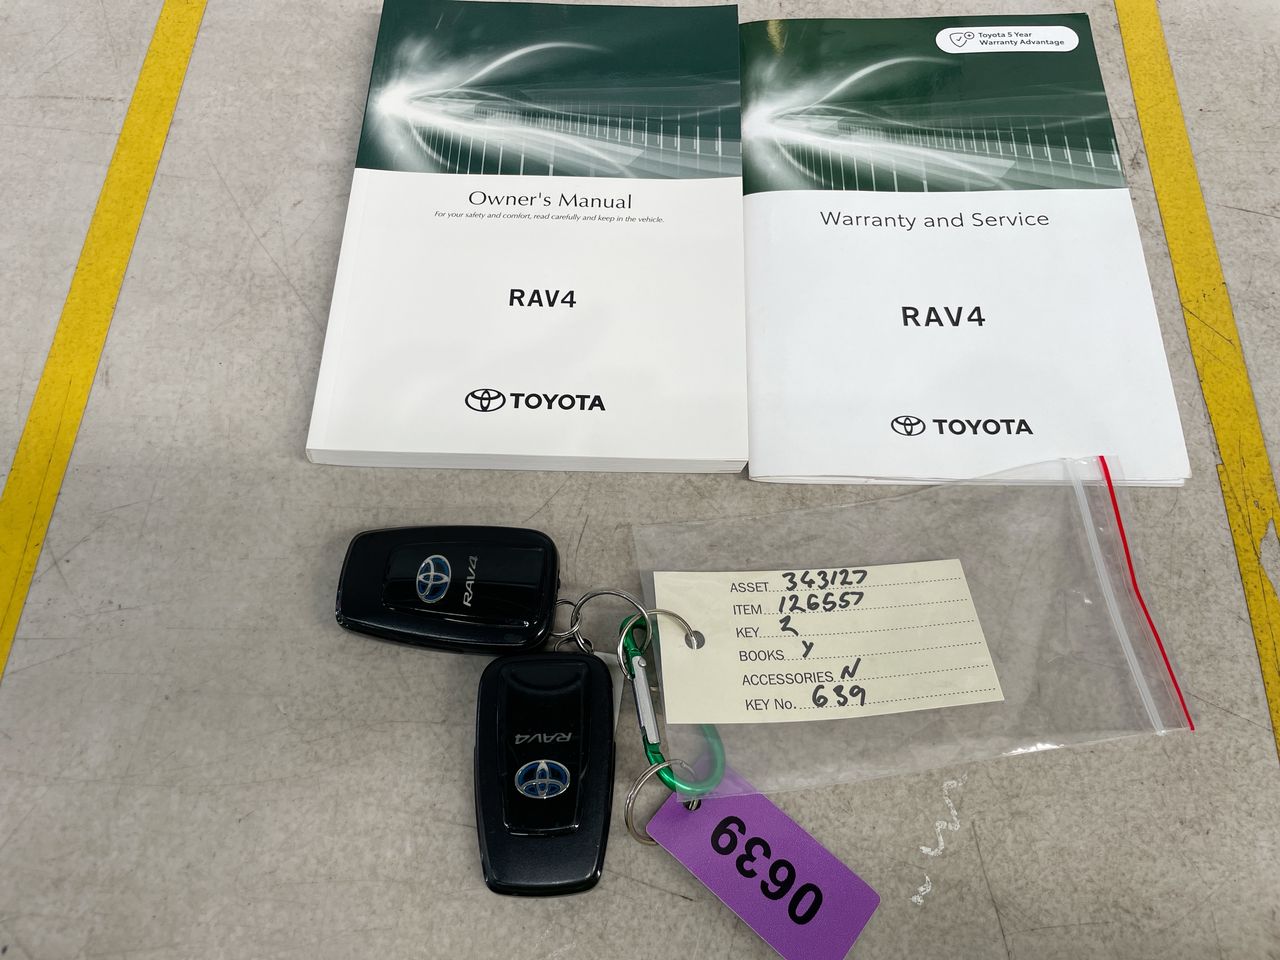 Owner's Manual
For your safety and comfort, read carefully and keep in the vehicle.
RAV4
TOYOTA
Toyota 5 Year
Warranty Advantage
Warranty and Service
RAV4
TOYOTA
RAV4
RAV4
ASSET 343127
ITEM 126557
KEY 2
BOOKS Y
ACCESSORIES N
KEY No. 639
0639